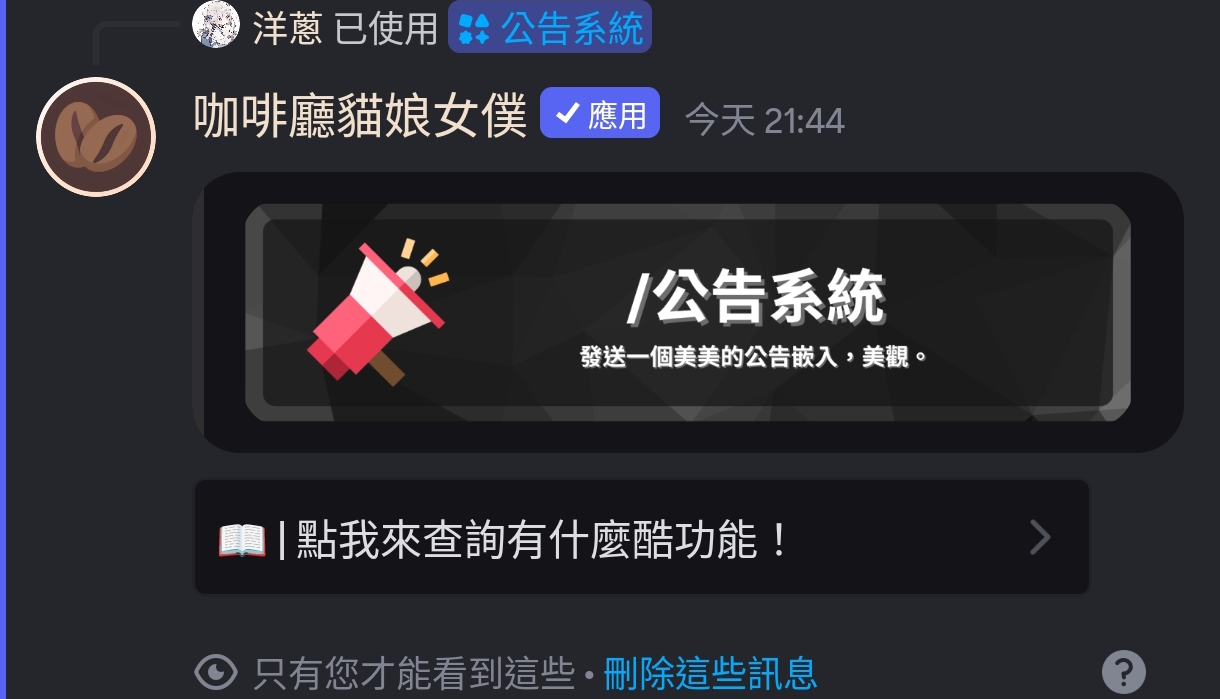 洋蔥 已使用 公告系統
咖啡廳貓娘女僕 應用 今天 21:44
/公告系統
發送一個美美的公告嵌入，美觀。
📖 | 點我來查詢有什麼酷功能！
只有您才能看到這些 • 刪除這些訊息
?